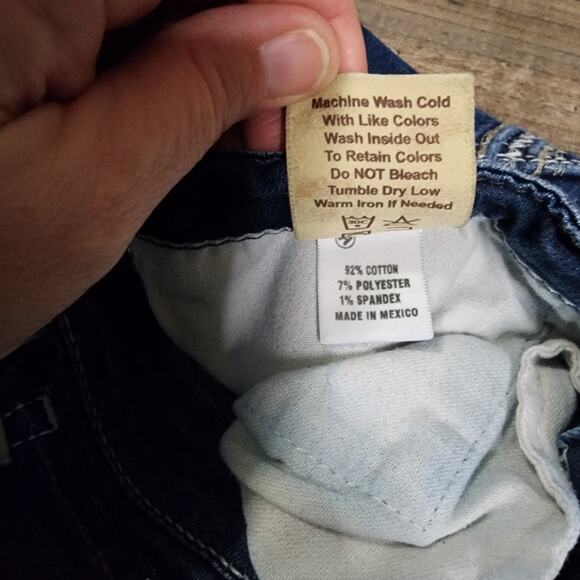 Machine Wash Cold
With Like Colors
Wash Inside Out
To Retain Colors
Do NOT Bleach
Tumble Dry Low
Warm Iron If Needed
30C
92% COTTON
7% POLYESTER
1% SPANDEX
MADE IN MEXICO